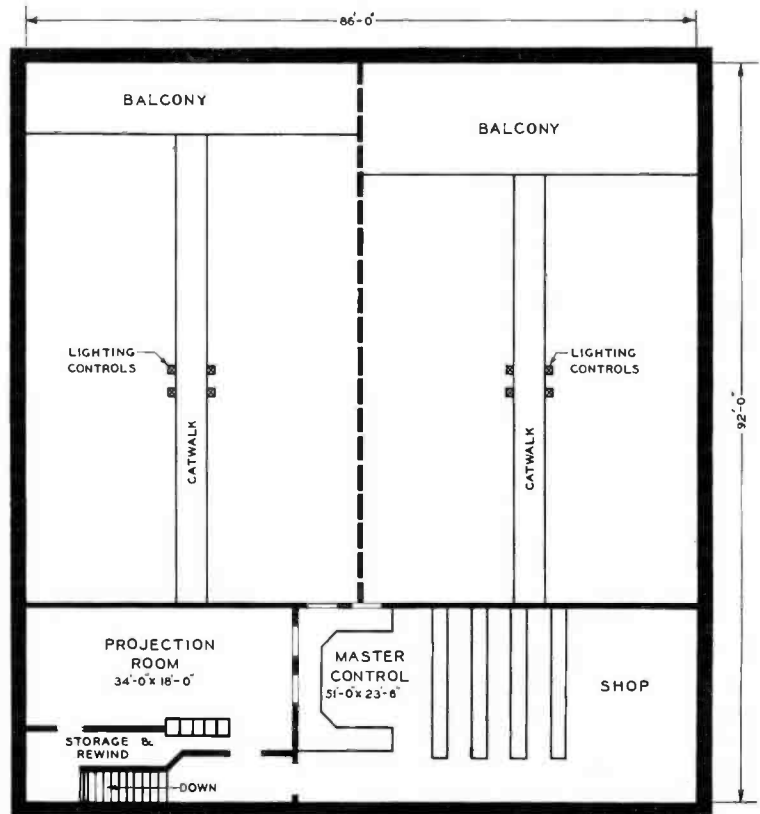 86'-0"
BALCONY
BALCONY
LIGHTING
CONTROLS
LIGHTING
CONTROLS
92'-0"
CATWALK
CATWALK
PROJECTION
ROOM
34'-0" X 18'-0"
MASTER
CONTROL
51'-0" X 23'-6"
SHOP
STORAGE &
REWIND
DOWN